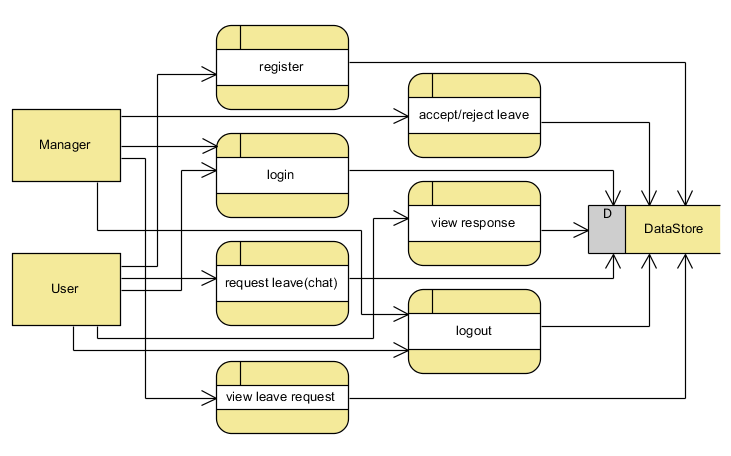 register
accept/reject leave
Manager
login
D
view response
DataStore
User
request leave(chat)
logout
view leave request